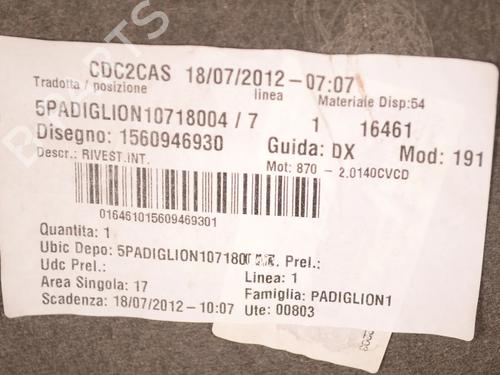 CDC2CAS 18/07/2012-07:07
Tradotta / posizione linea Materiale Disp:54
5PADIGLION10718004 / 7 1 16461
Disegno: 1560946930 Guida: DX Mod: 191
Descr.: RIVEST.INT. Mot: 870 - 2.0140CVCD
016461015609469301
Quantita: 1
Ubic Depo: 5PADIGLION10718 Prel.:
Udc Prel.: Linea: 1
Area Singola: 17 Famiglia: PADIGLION1
Scadenza: 18/07/2012-10:07 Ute: 00803